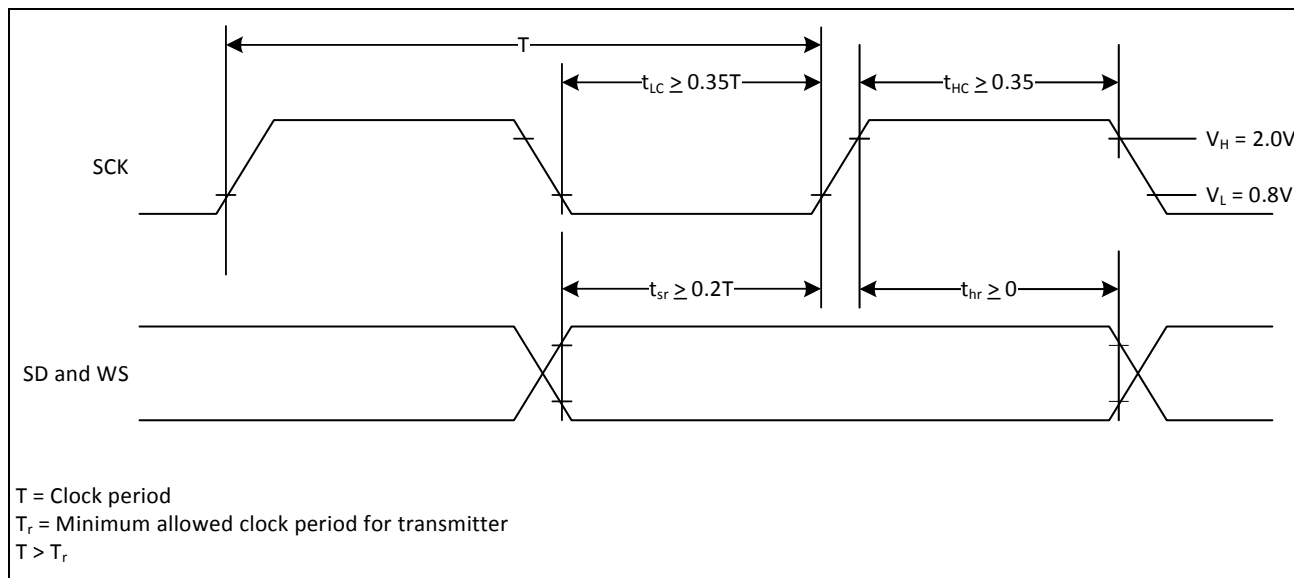 T
t_LC ≥ 0.35T
t_HC ≥ 0.35
SCK
V_H = 2.0V
V_L = 0.8V
t_sr ≥ 0.2T
t_hr ≥ 0
SD and WS
T = Clock period
T_r = Minimum allowed clock period for transmitter
T > T_r